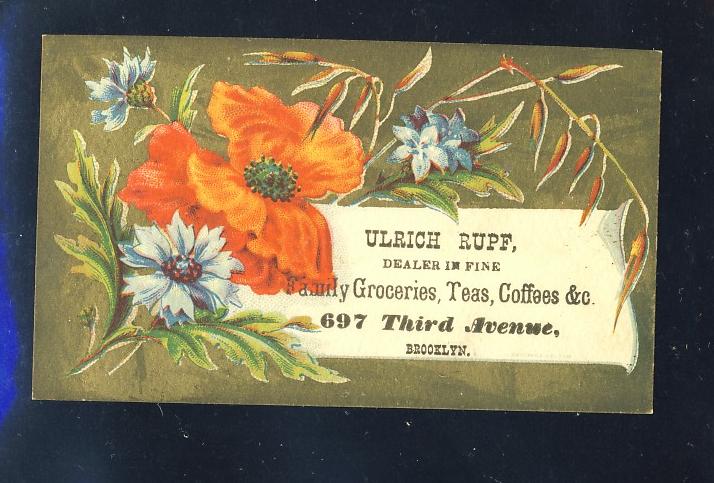 ULRICH RUPF,
DEALER IN FINE
Family Groceries, Teas, Coffees &c.
697 Third Avenue,
BROOKLYN.